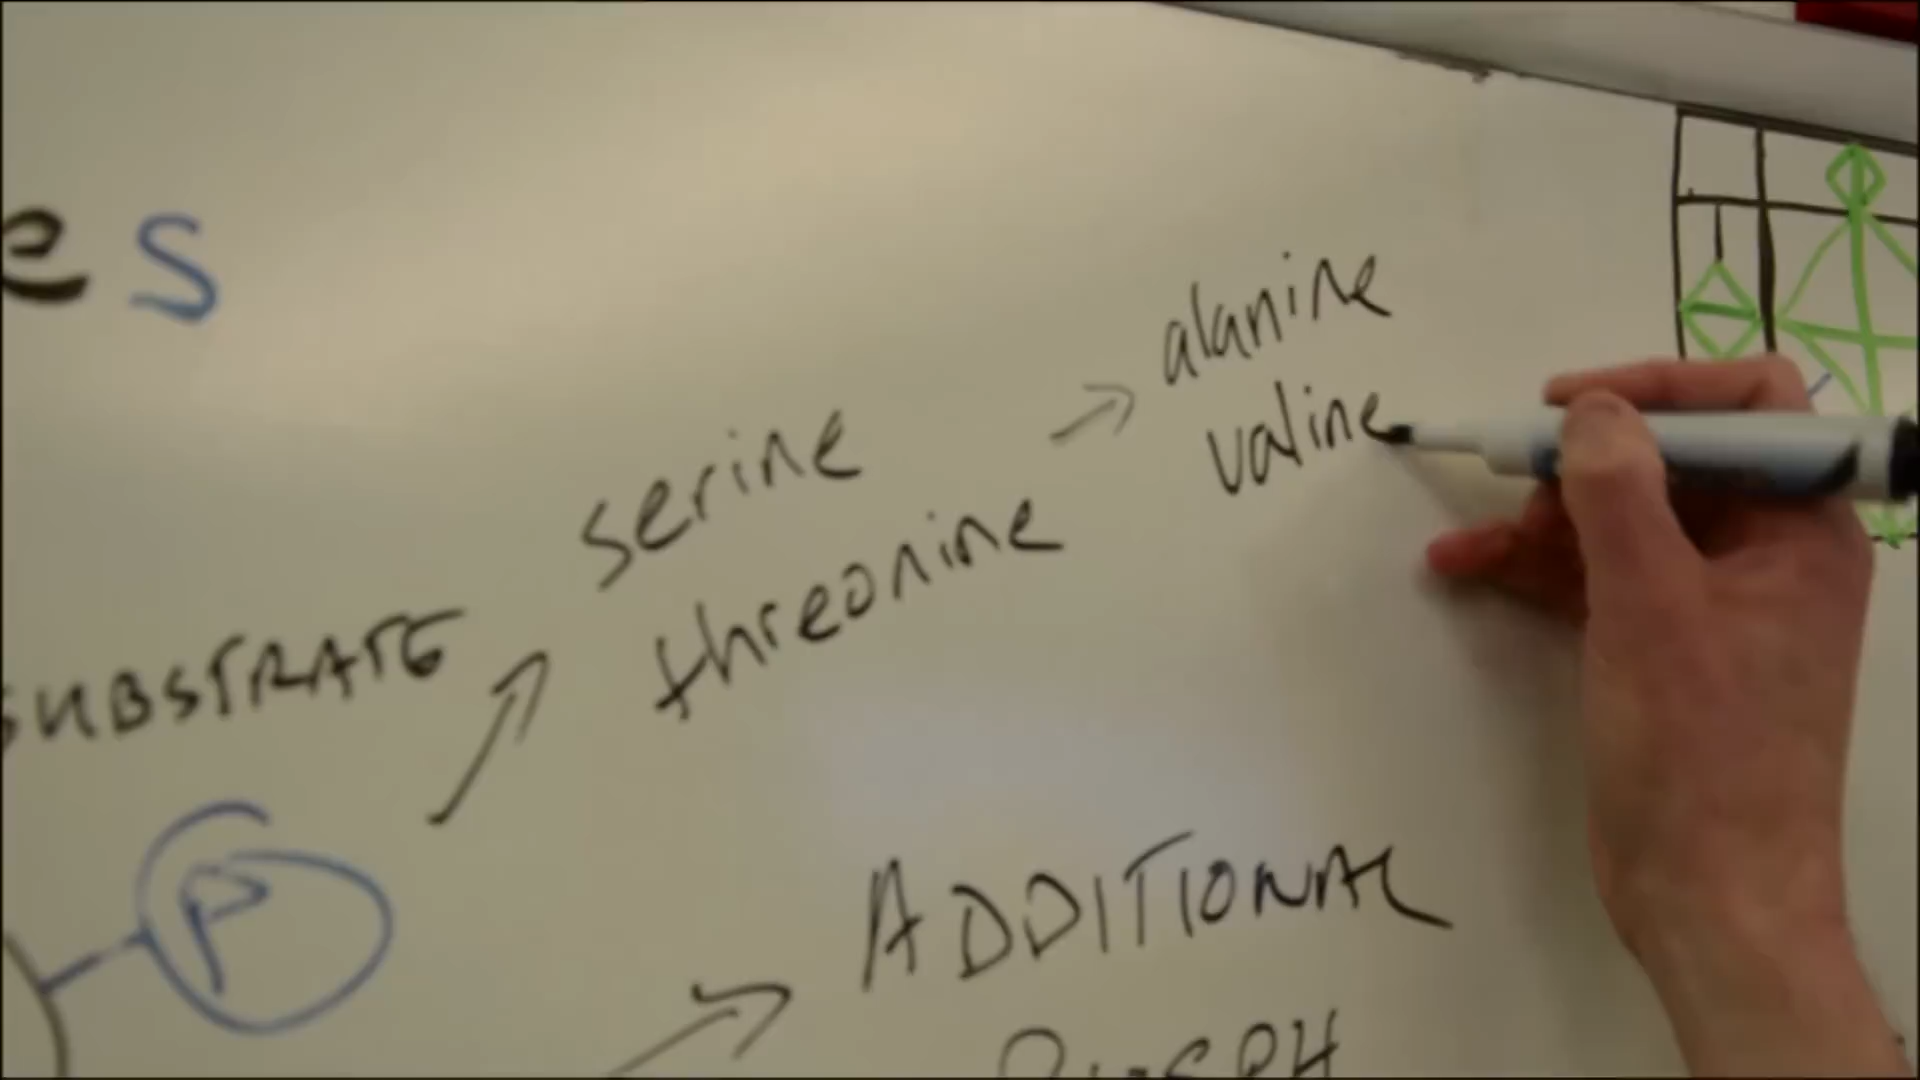 es
serine
threonine
alanine
valine
SUBSTRATE
P
ADDITIONAL